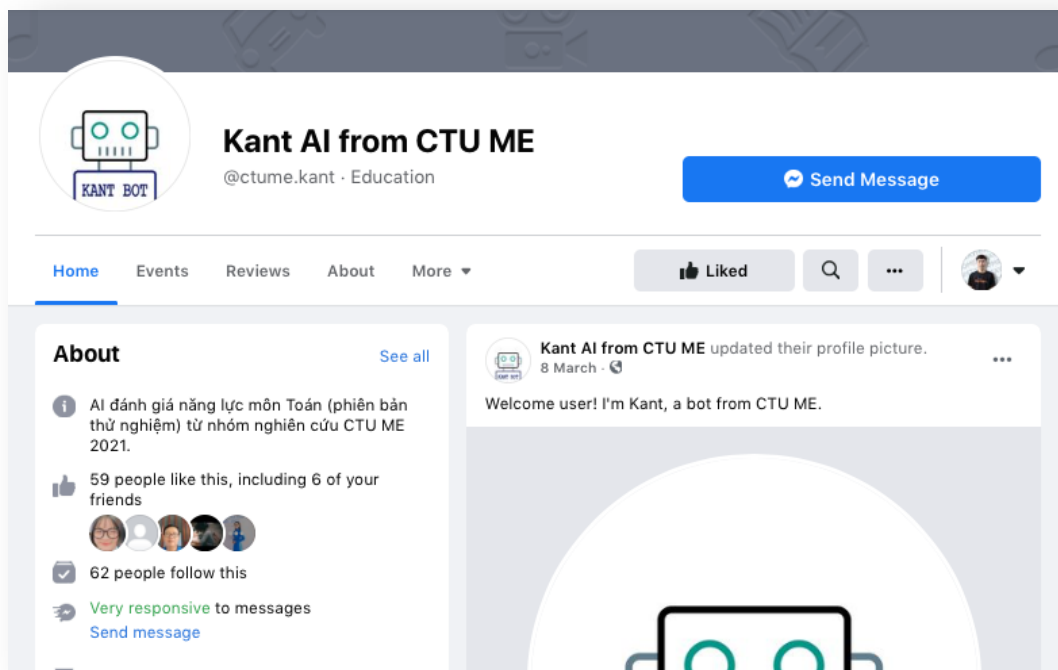 Kant AI from CTU ME
@ctume.kant · Education
KANT BOT
Send Message
Home Events Reviews About More
Liked
About
See all
AI đánh giá năng lực môn Toán (phiên bản
thử nghiệm) từ nhóm nghiên cứu CTU ME
2021.
59 people like this, including 6 of your
friends
62 people follow this
Very responsive to messages
Send message
Kant AI from CTU ME updated their profile picture.
8 March ·
Welcome user! I'm Kant, a bot from CTU ME.
KANT BOT